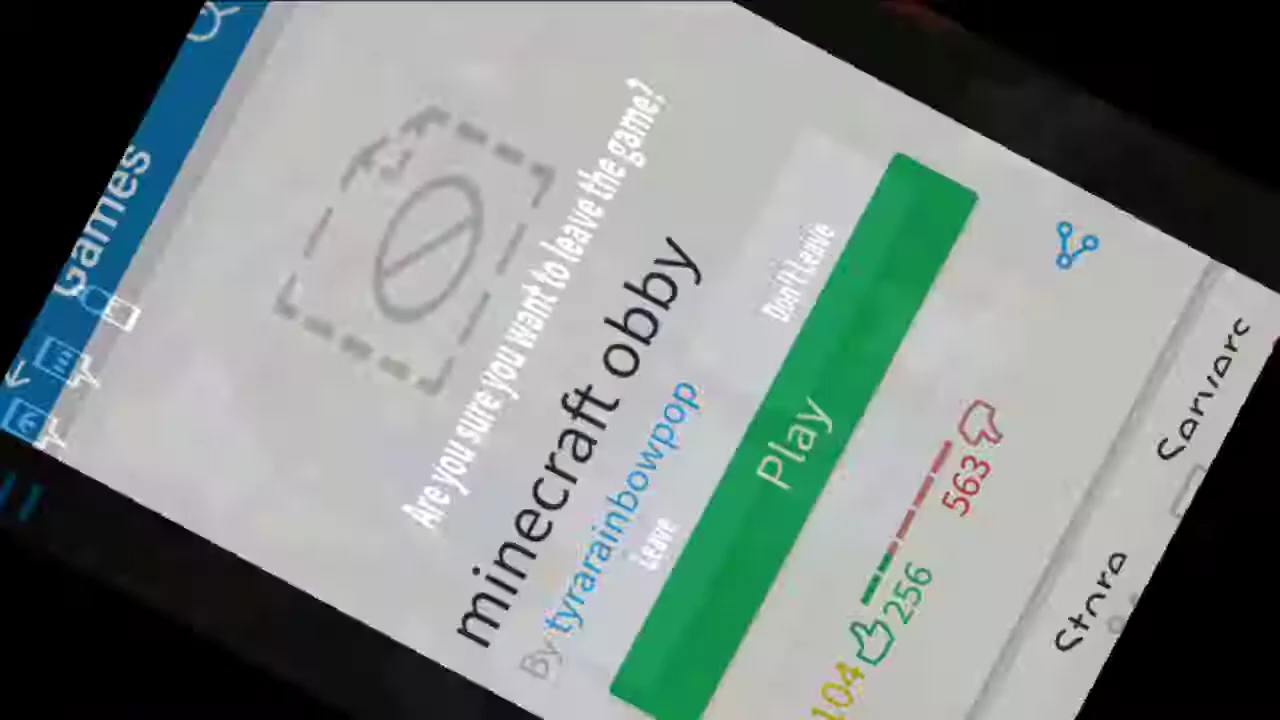 Games
Are you sure you want to leave the game?
minecraft obby
By tyrarainbowpop
Don't Leave
Leave
Play
104
256
563
Servers
Store